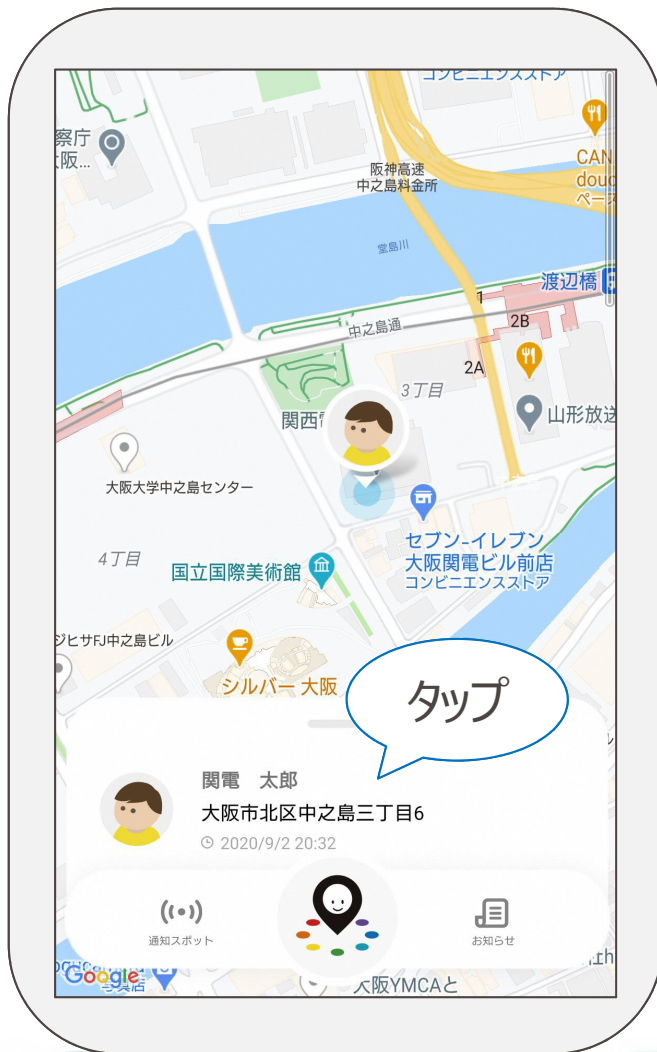 コンビニエンスストア
察庁
大阪...
CAN
douc
ペース
阪神高速
中之島料金所
堂島川
渡辺橋
1
中之島通
2B
2A
3丁目
関西
山形放送
大阪大学中之島センター
セブン-イレブン
大阪関電ビル前店
コンビニエンスストア
4丁目
国立国際美術館
ジヒサFJ中之島ビル
シルバー 大阪
タップ
関電 太郎
大阪市北区中之島三丁目6
2020/9/2 20:32
通知スポット
お知らせ
Google
写真店
大阪YMCAと